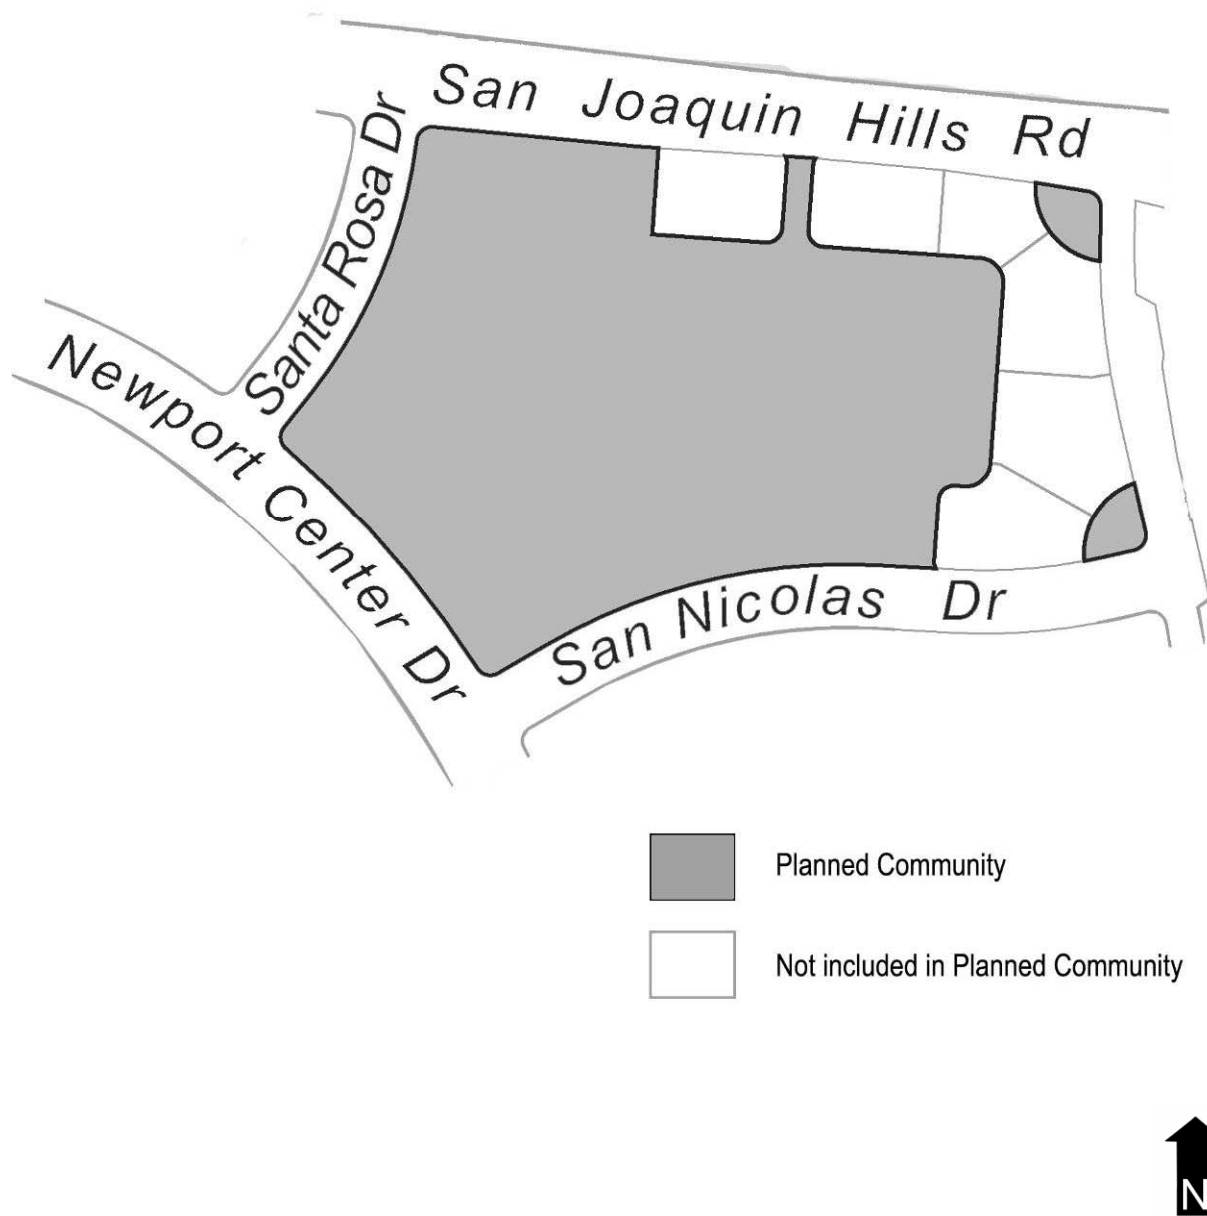 San Joaquin Hills Rd
Santa Rosa Dr
Newport Center Dr
San Nicolas Dr
Planned Community
Not included in Planned Community
N